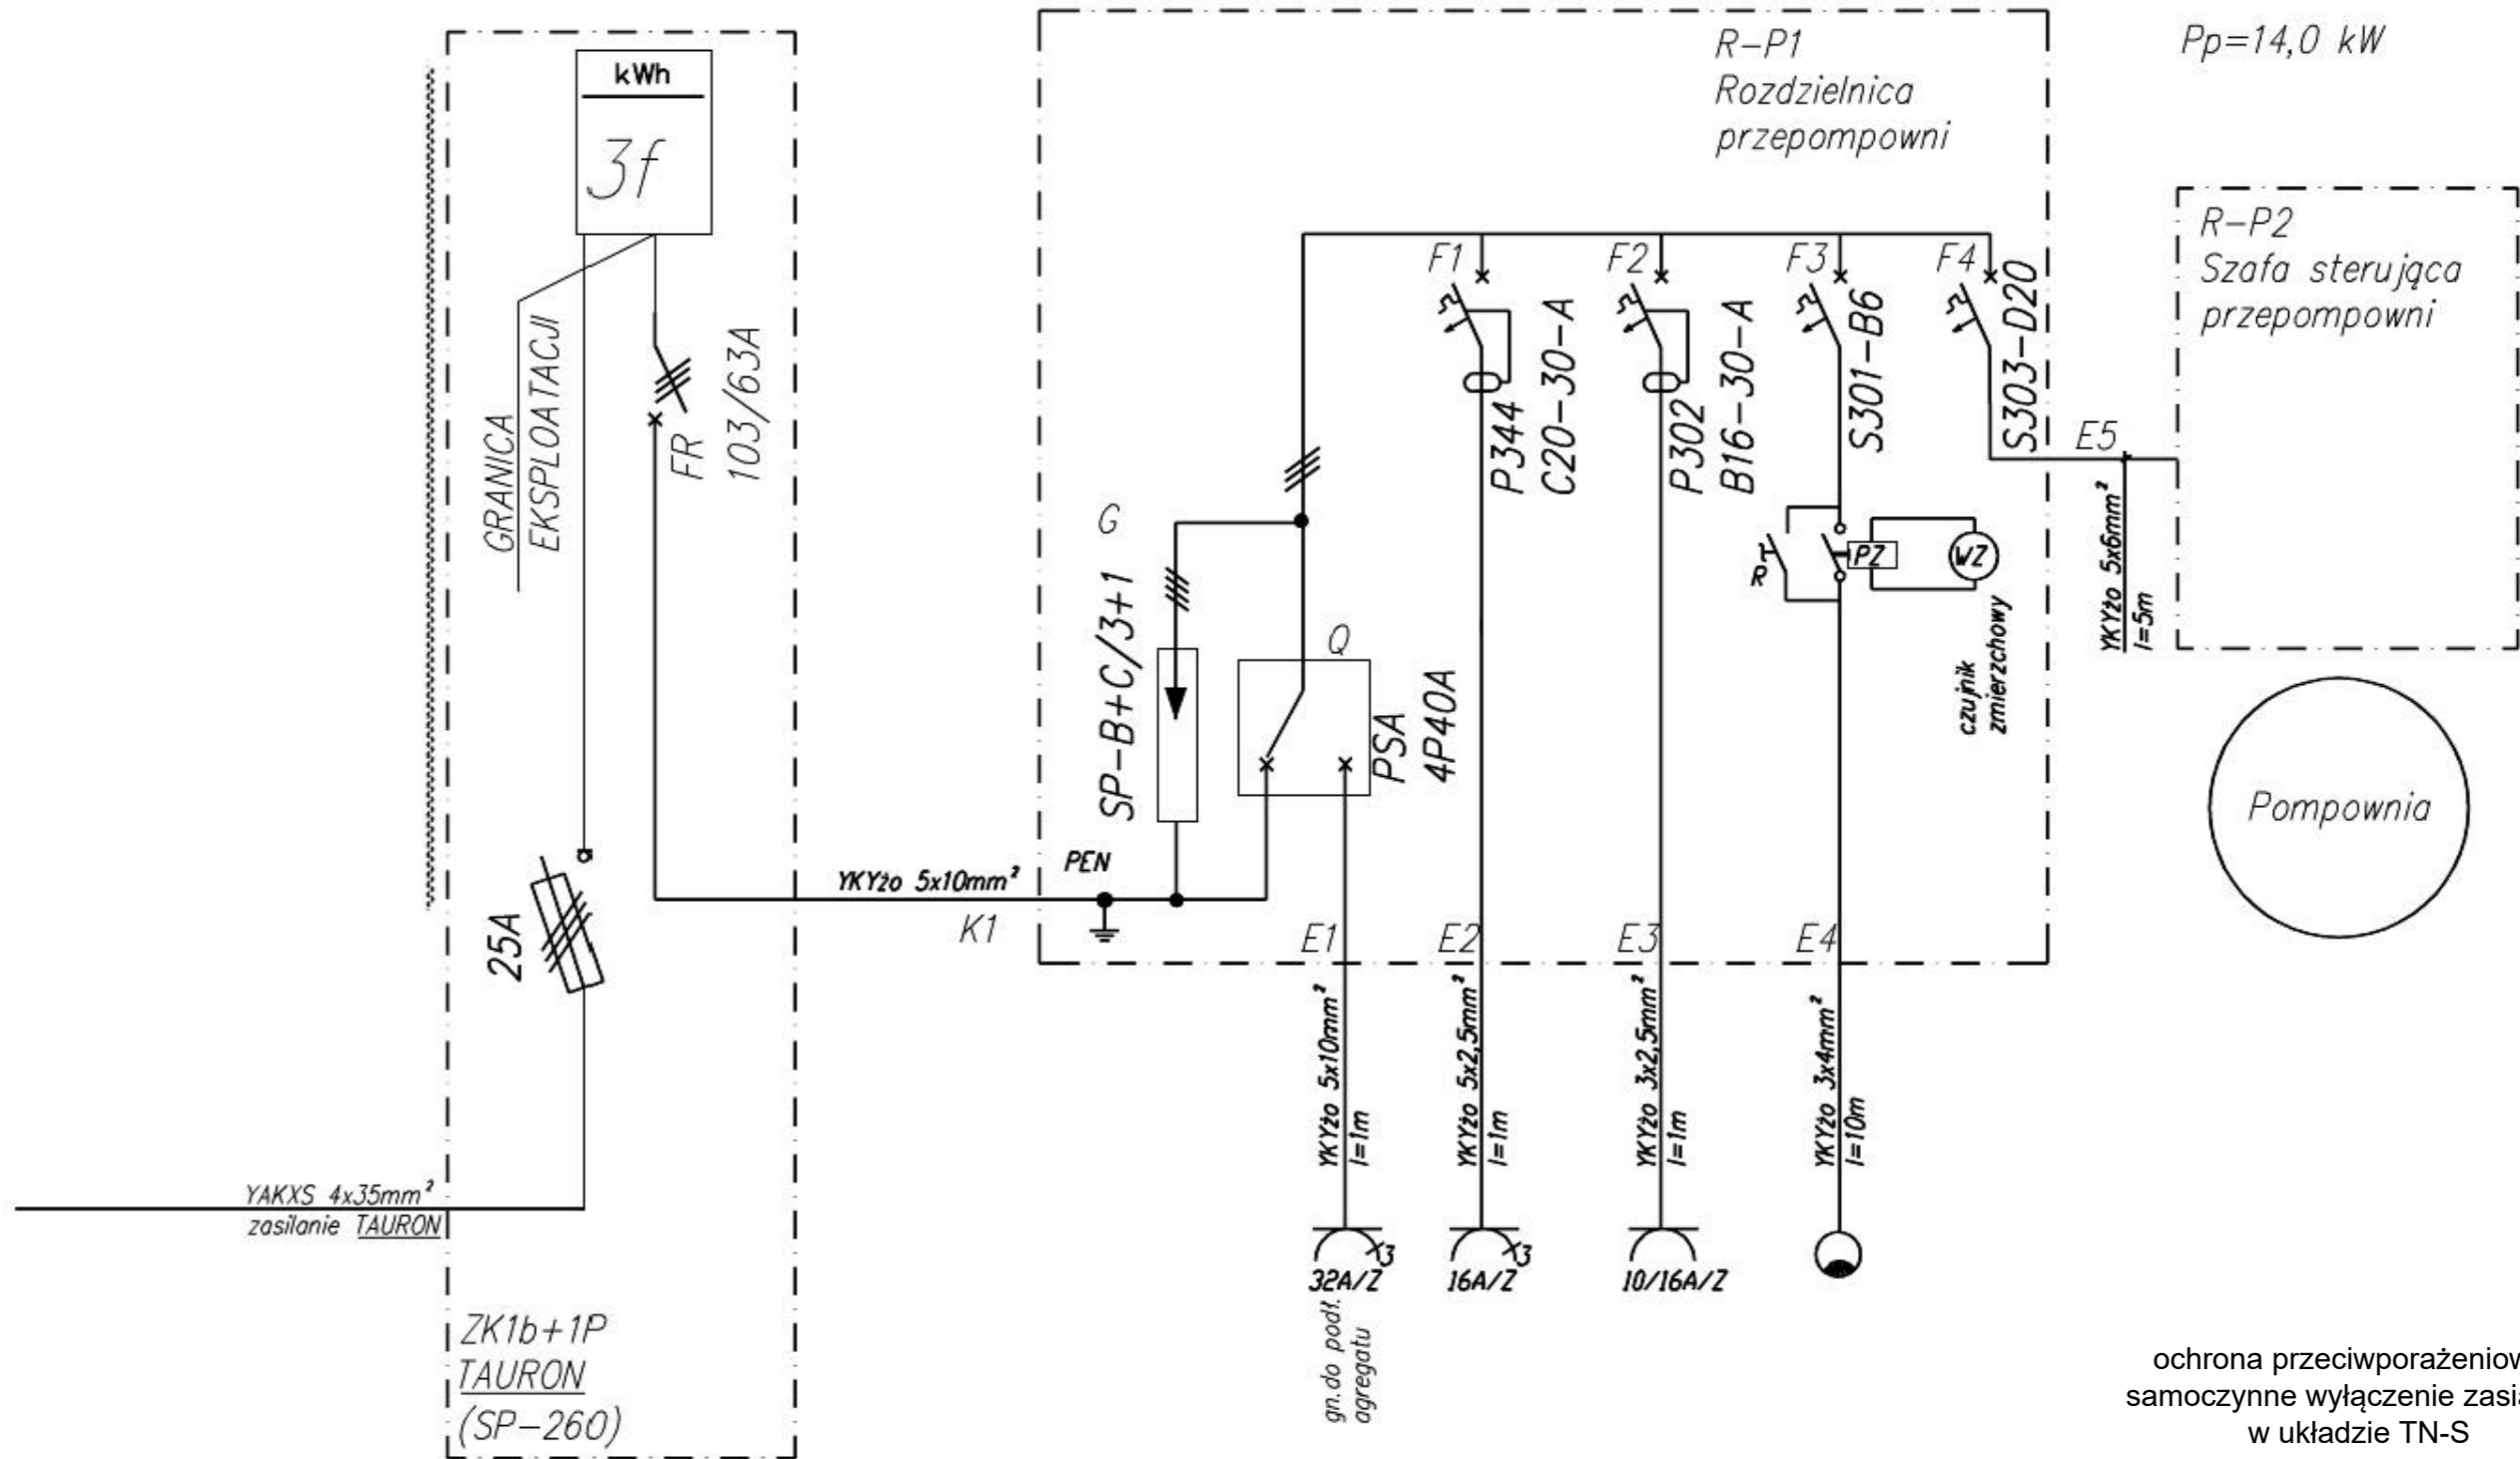 kWh
3f
GRANICA
EKSPLOATACJI
FR
103/63A
25A
YAKXS 4x35mm²
zasilanie TAURON
ZK1b+1P
TAURON
(SP-260)
YKYżo 5x10mm²
K1
R-P1
Rozdzielnica
przepompowni
PEN
G
SP-B+C/3+1
Q
PSA
4P40A
F1
P344
C20-30-A
F2
P302
B16-30-A
F3
S301-B6
F4
S303-D20
R
PZ
WZ
czujnik
zmierzchowy
E1
E2
E3
E4
YKYżo 5x10mm²
l=1m
YKYżo 5x2,5mm²
l=1m
YKYżo 3x2,5mm²
l=1m
YKYżo 3x4mm²
l=10m
3
32A/Z
gn.do podł.
agregatu
3
16A/Z
10/16A/Z
E5
YKYżo 5x6mm²
l=5m
Pp=14,0 kW
R-P2
Szafa sterująca
przepompowni
Pompownia
ochrona przeciwporażeniow
samoczynne wyłączenie zasi
w układzie TN-S